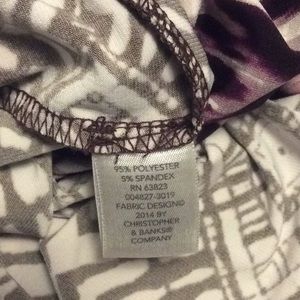 95% POLYESTER
5% SPANDEX
RN 63823
004827-3019
FABRIC DESIGN©
2014 BY
CHRISTOPHER
& BANKS®
COMPANY